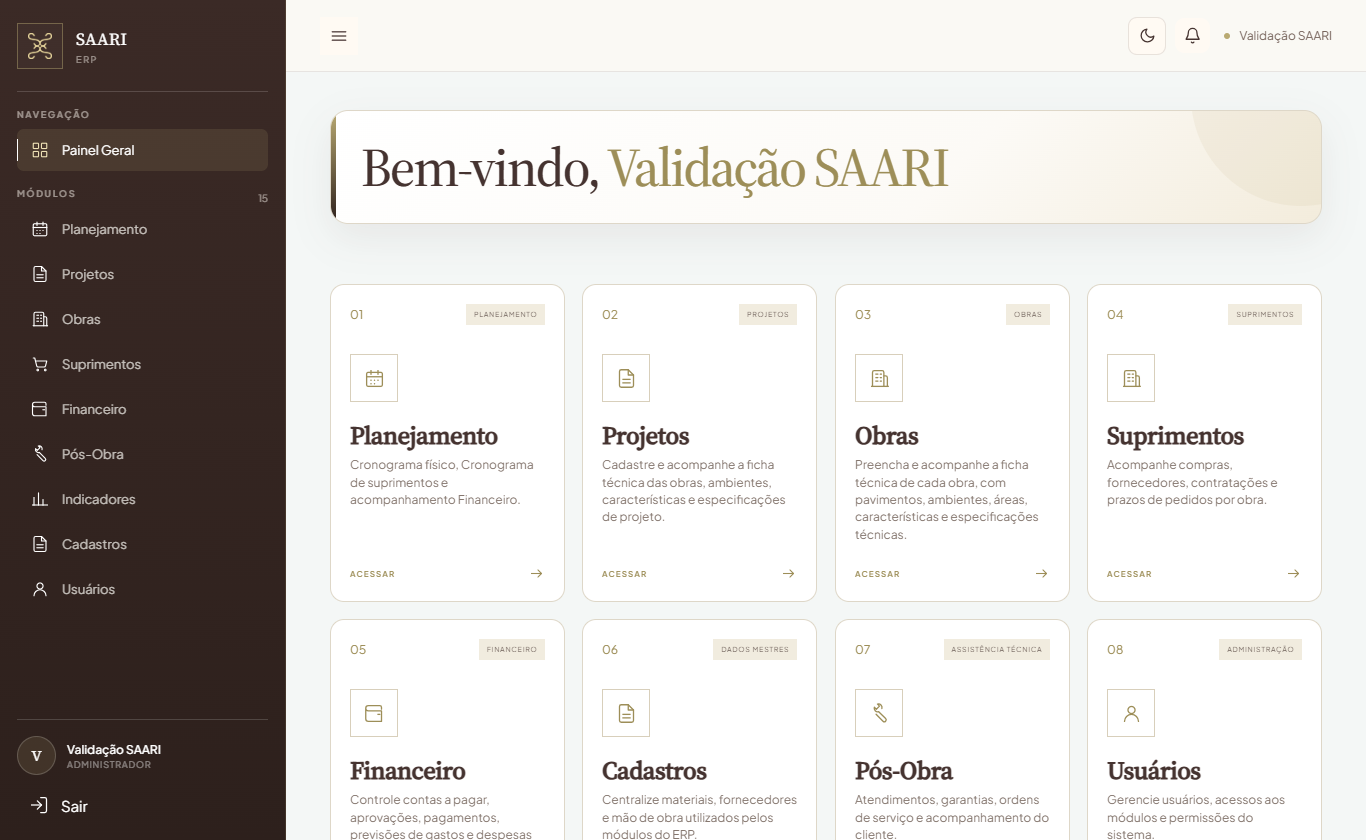 SAARI
ERP
NAVEGAÇÃO
Painel Geral
MÓDULOS
15
Planejamento
Projetos
Obras
Suprimentos
Financeiro
Pós-Obra
Indicadores
Cadastros
Usuários
V
Validação SAARI
ADMINISTRADOR
Sair
Validação SAARI
Bem-vindo, Validação SAARI
01
PLANEJAMENTO
Planejamento
Cronograma físico, Cronograma
de suprimentos e
acompanhamento Financeiro.
ACESSAR
02
PROJETOS
Projetos
Cadastre e acompanhe a ficha
técnica das obras, ambientes,
características e especificações
de projeto.
ACESSAR
03
OBRAS
Obras
Preencha e acompanhe a ficha
técnica de cada obra, com
pavimentos, ambientes, áreas,
características e especificações
técnicas.
ACESSAR
04
SUPRIMENTOS
Suprimentos
Acompanhe compras,
fornecedores, contratações e
prazos de pedidos por obra.
ACESSAR
05
FINANCEIRO
Financeiro
Controle contas a pagar,
aprovações, pagamentos,
previsões de gastos e despesas
06
DADOS MESTRES
Cadastros
Centralize materiais, fornecedores
e mão de obra utilizados pelos
módulos do ERP.
07
ASSISTÊNCIA TÉCNICA
Pós-Obra
Atendimentos, garantias, ordens
de serviço e acompanhamento do
cliente.
08
ADMINISTRAÇÃO
Usuários
Gerencie usuários, acessos aos
módulos e permissões do
sistema.